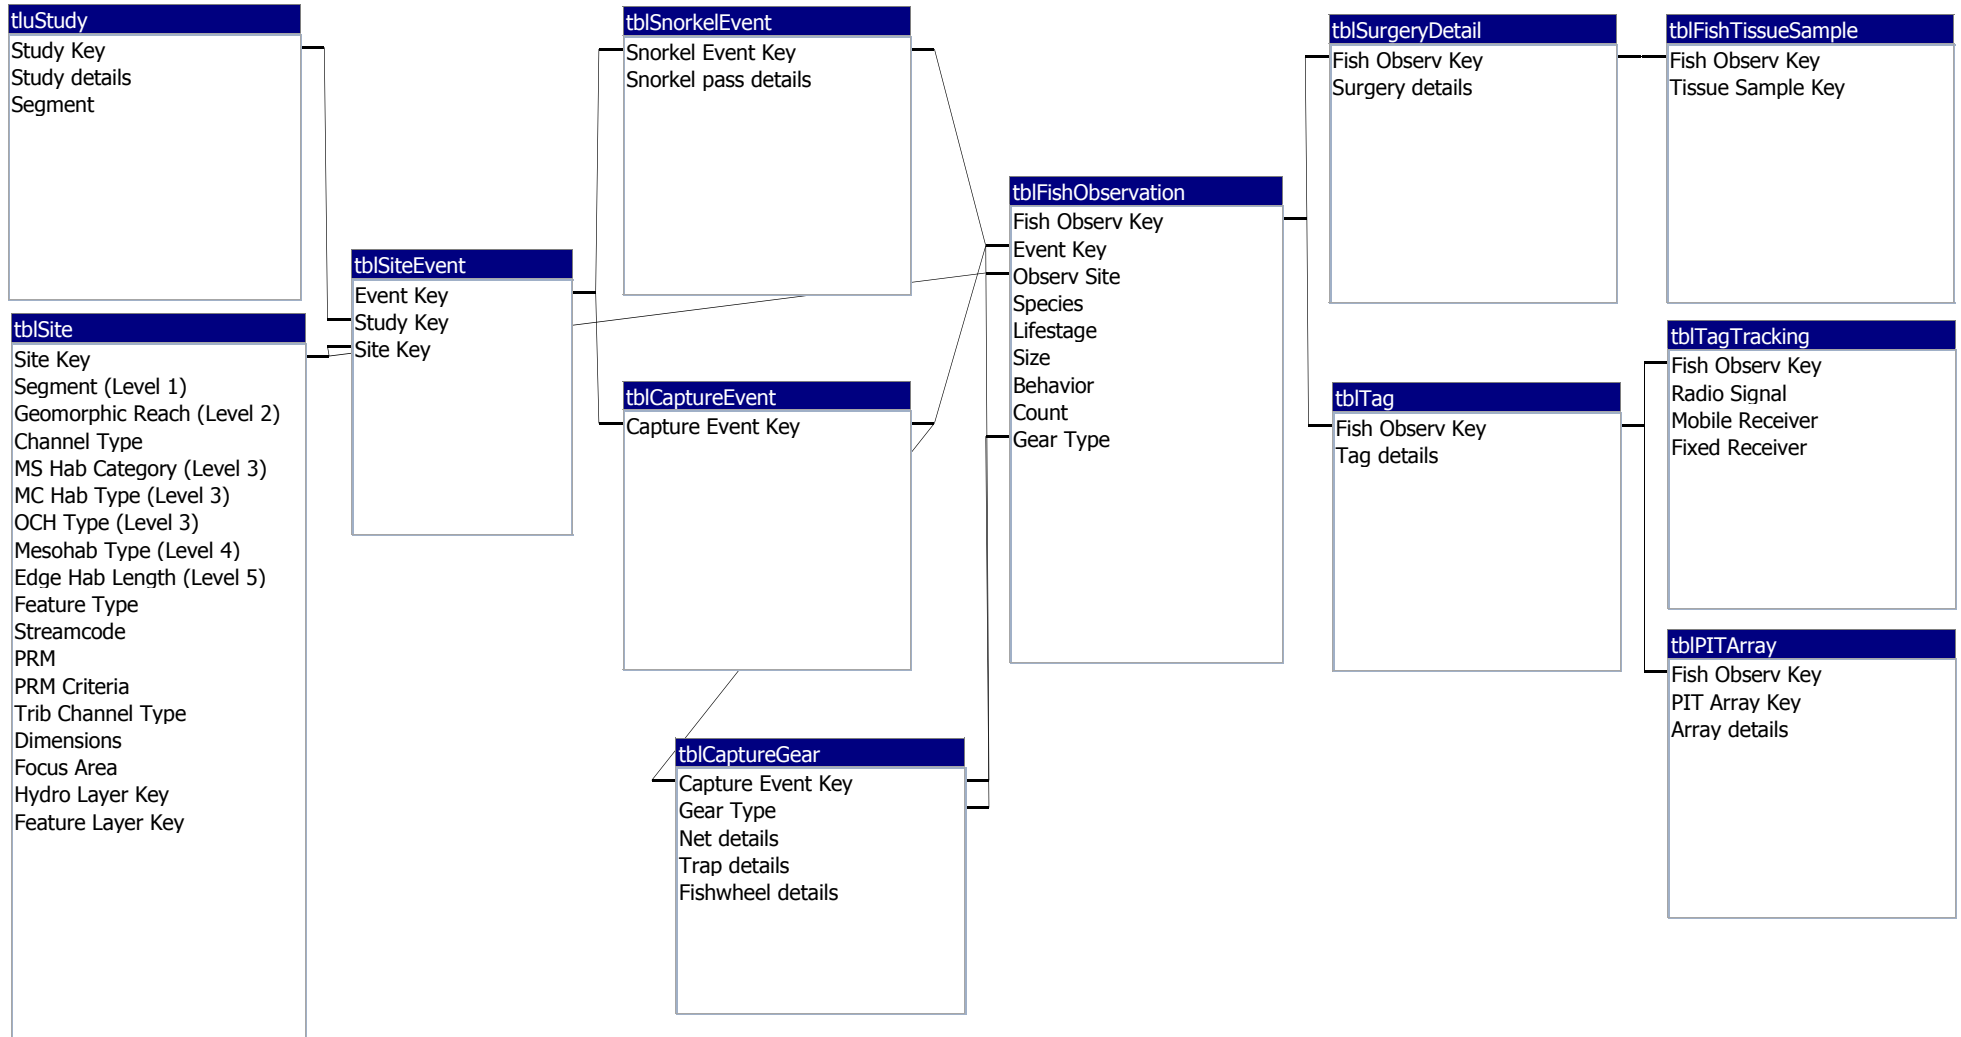 tluStudy
Study Key
Study details
Segment
tblSite
Site Key
Segment (Level 1)
Geomorphic Reach (Level 2)
Channel Type
MS Hab Category (Level 3)
MC Hab Type (Level 3)
OCH Type (Level 3)
Mesohab Type (Level 4)
Edge Hab Length (Level 5)
Feature Type
Streamcode
PRM
PRM Criteria
Trib Channel Type
Dimensions
Focus Area
Hydro Layer Key
Feature Layer Key
tblSiteEvent
Event Key
Study Key
Site Key
tblSnorkelEvent
Snorkel Event Key
Snorkel pass details
tblCaptureEvent
Capture Event Key
tblCaptureGear
Capture Event Key
Gear Type
Net details
Trap details
Fishwheel details
tblFishObservation
Fish Observ Key
Event Key
Observ Site
Species
Lifestage
Size
Behavior
Count
Gear Type
tblSurgeryDetail
Fish Observ Key
Surgery details
tblTag
Fish Observ Key
Tag details
tblFishTissueSample
Fish Observ Key
Tissue Sample Key
tblTagTracking
Fish Observ Key
Radio Signal
Mobile Receiver
Fixed Receiver
tblPITArray
Fish Observ Key
PIT Array Key
Array details